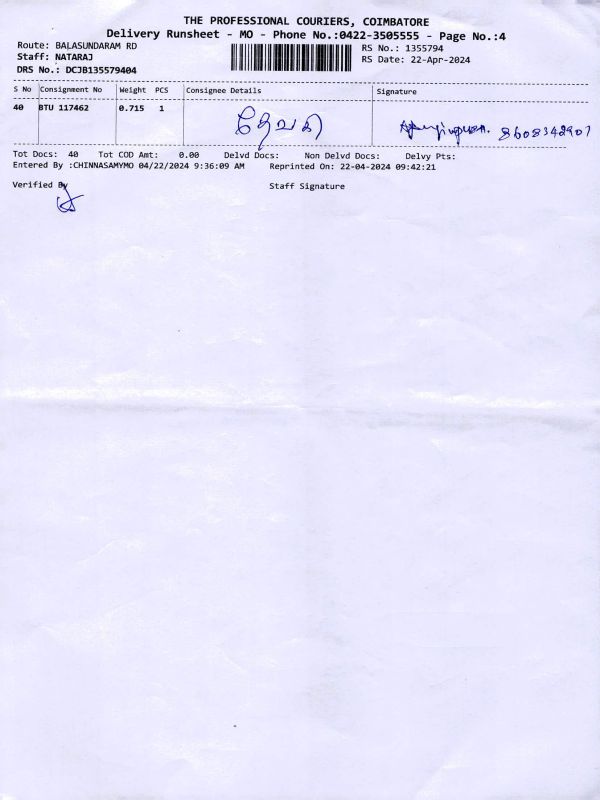 THE PROFESSIONAL COURIERS, COIMBATORE
Delivery Runsheet - MO - Phone No.:0422-3505555 - Page No.:4
Route: BALASUNDARAM RD
RS No.: 1355794
Staff: NATARAJ
RS Date: 22-Apr-2024
DRS No.: DCJB135579404
S No Consignment No Weight PCS Consignee Details Signature
40 BTU 117462 0.715 1 தேவகி 8608342907
Tot Docs: 40 Tot COD Amt: 0.00 Delvd Docs: Non Delvd Docs: Delvy Pts:
Entered By :CHINNASAMYMO 04/22/2024 9:36:09 AM Reprinted On: 22-04-2024 09:42:21
Verified By Staff Signature